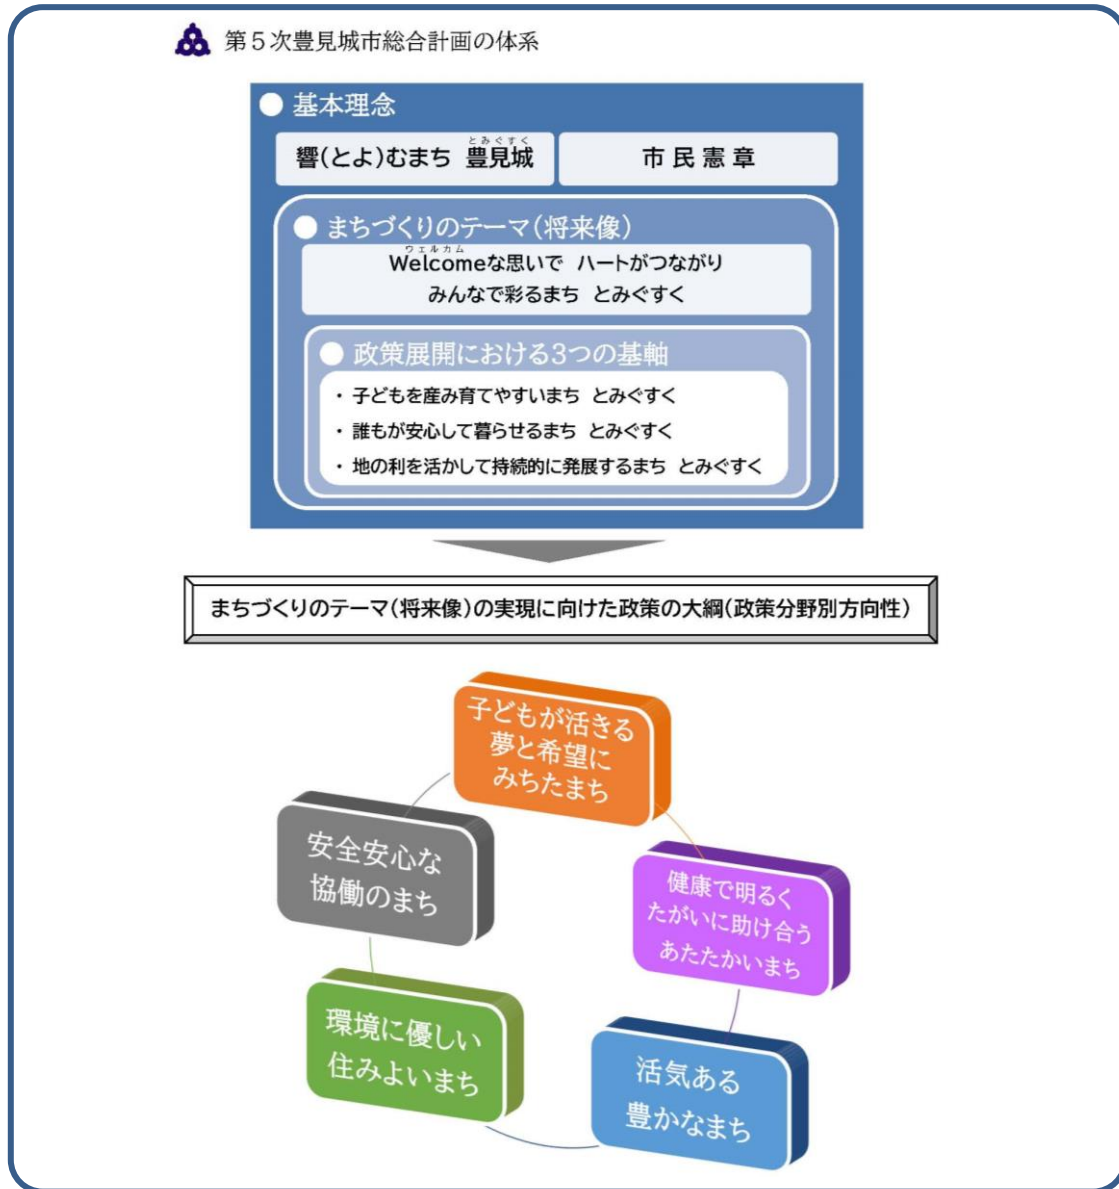 第５次豊見城市総合計画の体系
● 基本理念
響(とよ)むまち 豊見城
とみぐすく
市民憲章
● まちづくりのテーマ(将来像)
ウェルカム
Welcomeな思いで ハートがつながり
みんなで彩るまち とみぐすく
● 政策展開における3つの基軸
・ 子どもを産み育てやすいまち とみぐすく
・ 誰もが安心して暮らせるまち とみぐすく
・ 地の利を活かして持続的に発展するまち とみぐすく
まちづくりのテーマ(将来像)の実現に向けた政策の大綱(政策分野別方向性)
子どもが活きる
夢と希望に
みちたまち
健康で明るく
たがいに助け合う
あたたかいまち
活気ある
豊かなまち
環境に優しい
住みよいまち
安全安心な
協働のまち